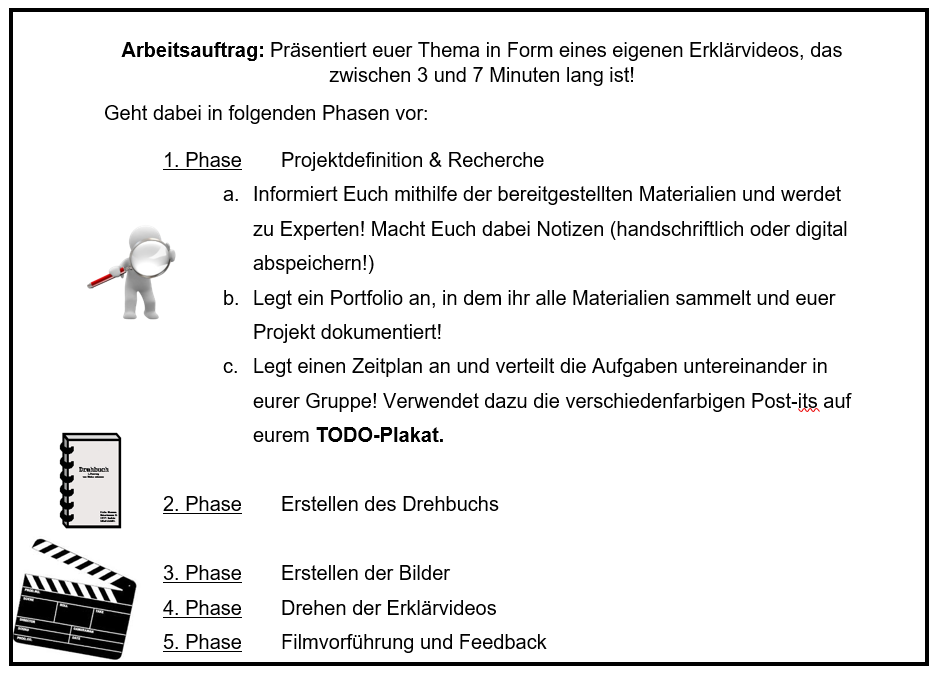 Arbeitsauftrag: Präsentiert euer Thema in Form eines eigenen Erklärvideos, das
zwischen 3 und 7 Minuten lang ist!
Geht dabei in folgenden Phasen vor:
1. Phase Projektdefinition & Recherche
a. Informiert Euch mithilfe der bereitgestellten Materialien und werdet
zu Experten! Macht Euch dabei Notizen (handschriftlich oder digital
abspeichern!)
b. Legt ein Portfolio an, in dem ihr alle Materialien sammelt und euer
Projekt dokumentiert!
c. Legt einen Zeitplan an und verteilt die Aufgaben untereinander in
eurer Gruppe! Verwendet dazu die verschiedenfarbigen Post-its auf
eurem TODO-Plakat.
Drehbuch
2. Phase Erstellen des Drehbuchs
3. Phase Erstellen der Bilder
4. Phase Drehen der Erklärvideos
5. Phase Filmvorführung und Feedback